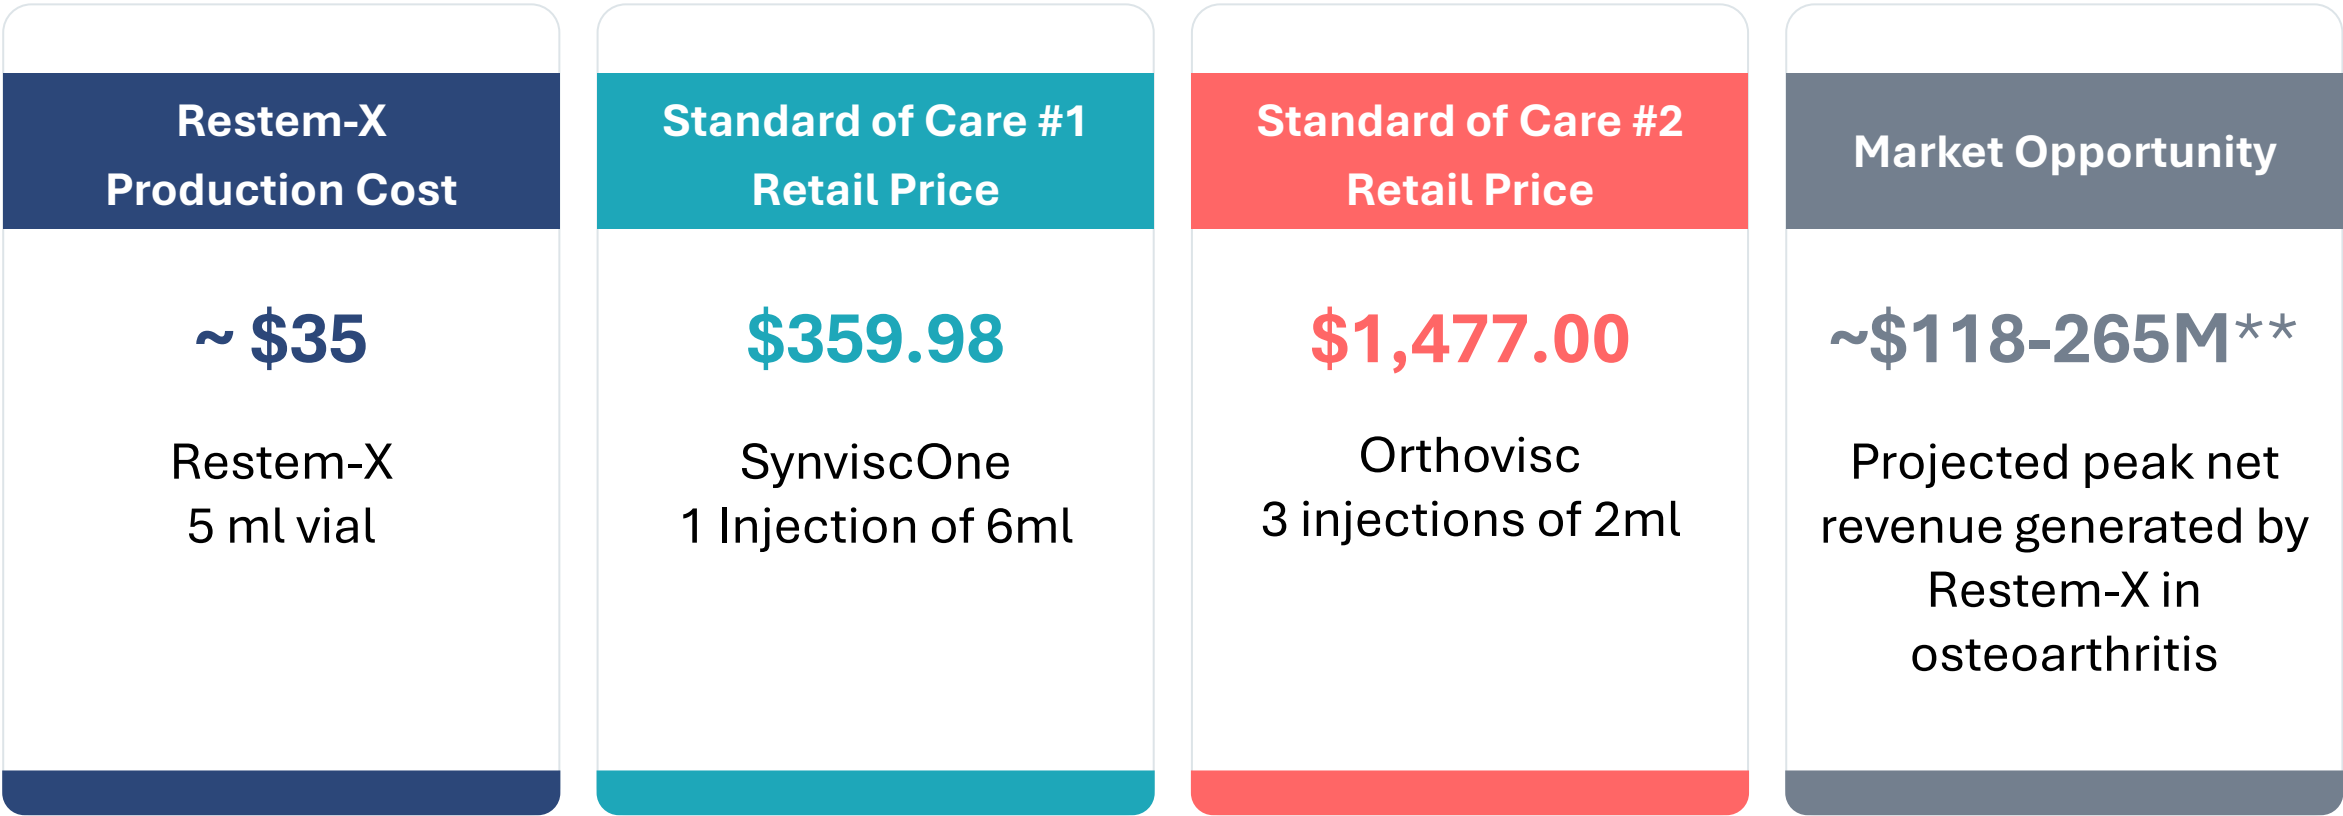 Restem-X
Production Cost
~ $35
Restem-X
5 ml vial
Standard of Care #1
Retail Price
$359.98
SynviscOne
1 Injection of 6ml
Standard of Care #2
Retail Price
$1,477.00
Orthovisc
3 injections of 2ml
Market Opportunity
~$118-265M**
Projected peak net
revenue generated by
Restem-X in
osteoarthritis